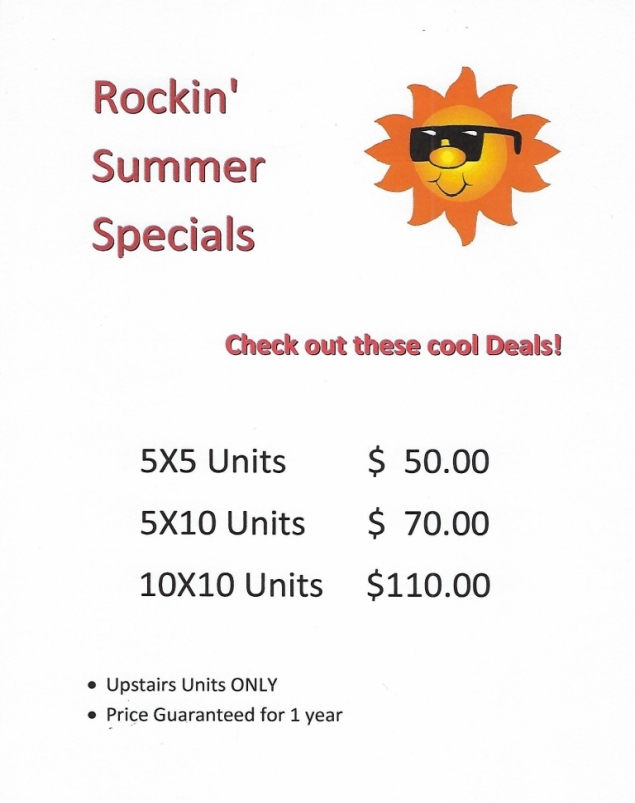 Rockin'
Summer
Specials
Check out these cool Deals!
5X5 Units $ 50.00
5X10 Units $ 70.00
10X10 Units $110.00
• Upstairs Units ONLY
• Price Guaranteed for 1 year